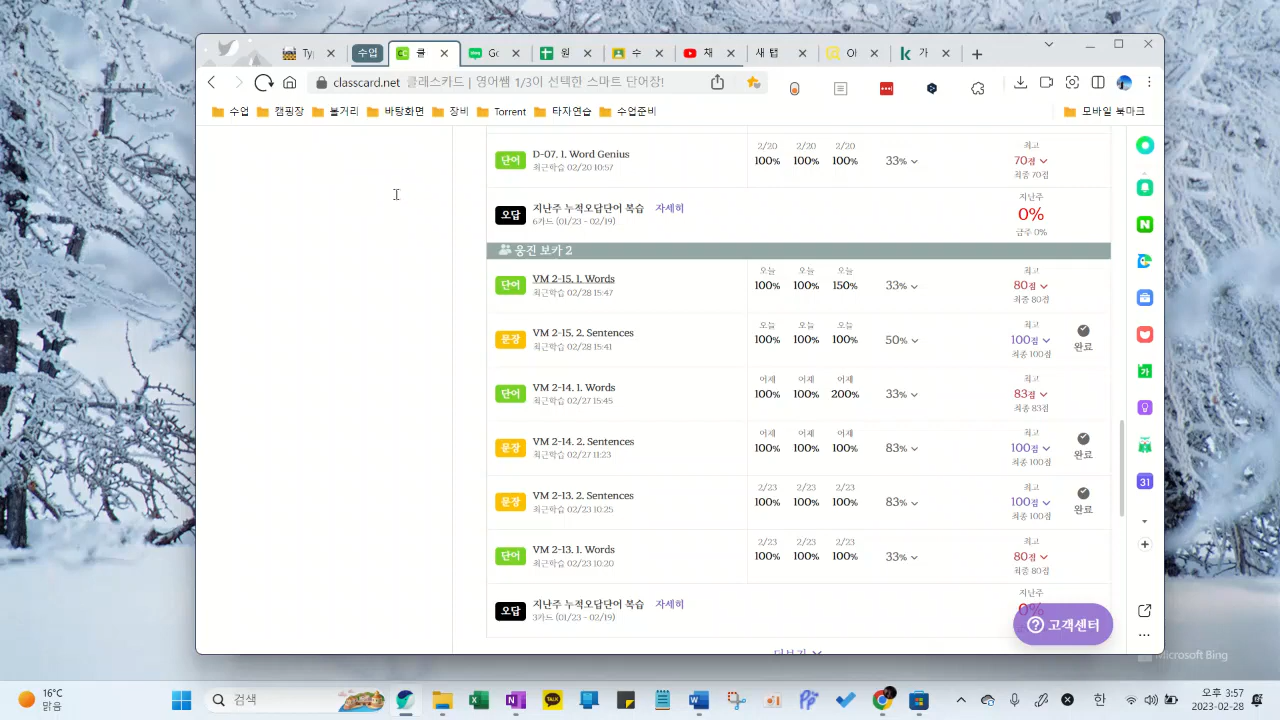 Ty
수업
클
Gc
원
수
채
새 탭
가
classcard.net 클래스카드 | 영어쌤 1/3이 선택한 스마트 단어장!
수업 캠핑장 볼거리 바탕화면 장비 Torrent 타자연습 수업준비 모바일 북마크
단어
D-07. 1. Word Genius
최근학습 02/20 10:57
2/20 2/20 2/20
100% 100% 100% 33%
최고
70점
최종 70점
오답
지난주 누적오답단어 복습 자세히
6카드 (01/23 - 02/19)
지난주
0%
금주 0%
웅진 보카 2
단어
VM 2-15. 1. Words
최근학습 02/28 15:47
오늘 오늘 오늘
100% 100% 150% 33%
최고
80점
최종 80점
문장
VM 2-15. 2. Sentences
최근학습 02/28 15:41
오늘 오늘 오늘
100% 100% 100% 50%
최고
100점
최종 100점
완료
단어
VM 2-14. 1. Words
최근학습 02/27 15:45
어제 어제 어제
100% 100% 200% 33%
최고
83점
최종 83점
문장
VM 2-14. 2. Sentences
최근학습 02/27 11:23
어제 어제 어제
100% 100% 100% 83%
최고
100점
최종 100점
완료
문장
VM 2-13. 2. Sentences
최근학습 02/23 10:25
2/23 2/23 2/23
100% 100% 100% 83%
최고
100점
최종 100점
완료
단어
VM 2-13. 1. Words
최근학습 02/23 10:20
2/23 2/23 2/23
100% 100% 100% 33%
최고
80점
최종 80점
오답
지난주 누적오답단어 복습 자세히
3카드 (01/23 - 02/19)
지난주
0%
고객센터
더보기
N
가
31
Microsoft Bing
16°C
맑음
검색
TALK
한
오후 3:57
2023-02-28